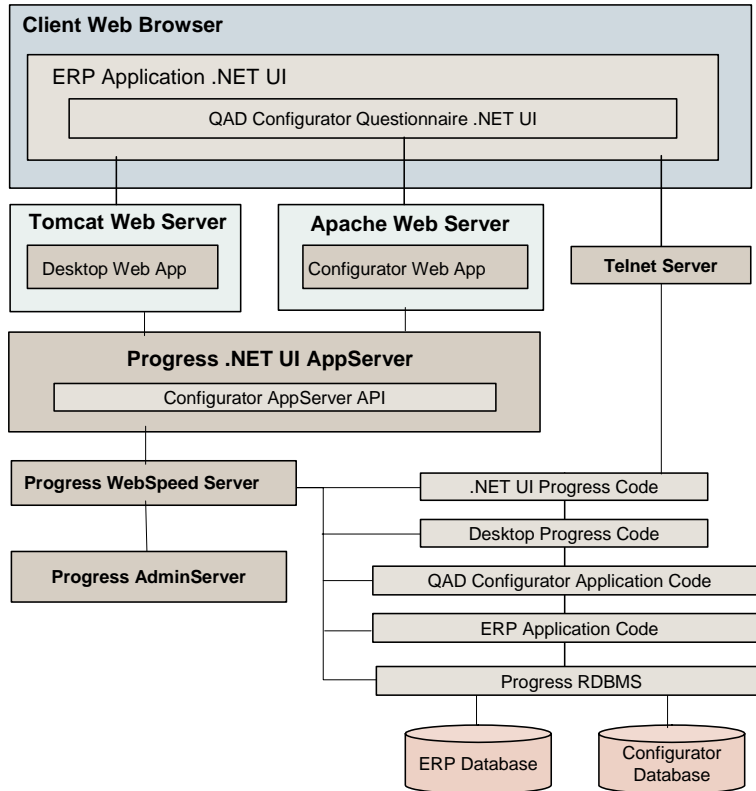 Client Web Browser
ERP Application .NET UI
QAD Configurator Questionnaire .NET UI
Tomcat Web Server
Desktop Web App
Apache Web Server
Configurator Web App
Telnet Server
Progress .NET UI AppServer
Configurator AppServer API
Progress WebSpeed Server
Progress AdminServer
.NET UI Progress Code
Desktop Progress Code
QAD Configurator Application Code
ERP Application Code
Progress RDBMS
ERP Database
Configurator
Database